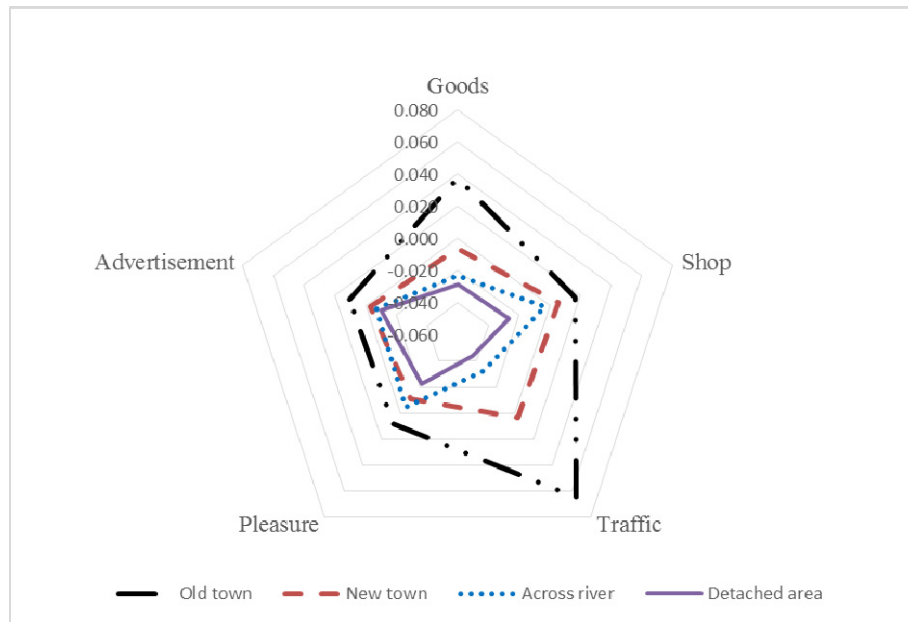 Goods
0.080
0.060
0.040
0.020
0.000
-0.020
-0.040
-0.060
Advertisement
Shop
Pleasure
Traffic
Old town New town Across river Detached area